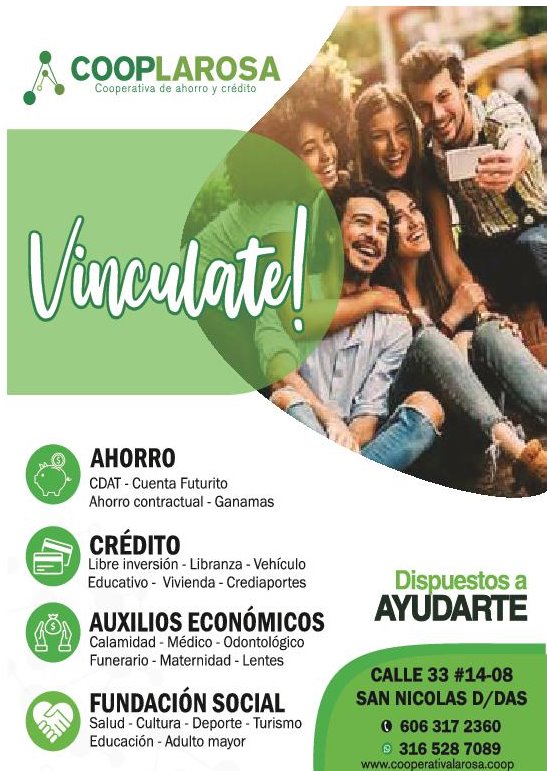 COOPLAROSA
Cooperativa de ahorro y crédito
Vinculate!
AHORRO
CDAT - Cuenta Futurito
Ahorro contractual - Ganamas
CRÉDITO
Libre inversión - Libranza - Vehículo
Educativo - Vivienda - Crediaportes
AUXILIOS ECONÓMICOS
Calamidad - Médico - Odontológico
Funerario - Maternidad - Lentes
FUNDACIÓN SOCIAL
Salud - Cultura - Deporte - Turismo
Educación - Adulto mayor
Dispuestos a
AYUDARTE
CALLE 33 #14-08
SAN NICOLAS D/DAS
606 317 2360
316 528 7089
www.cooperativalarosa.coop